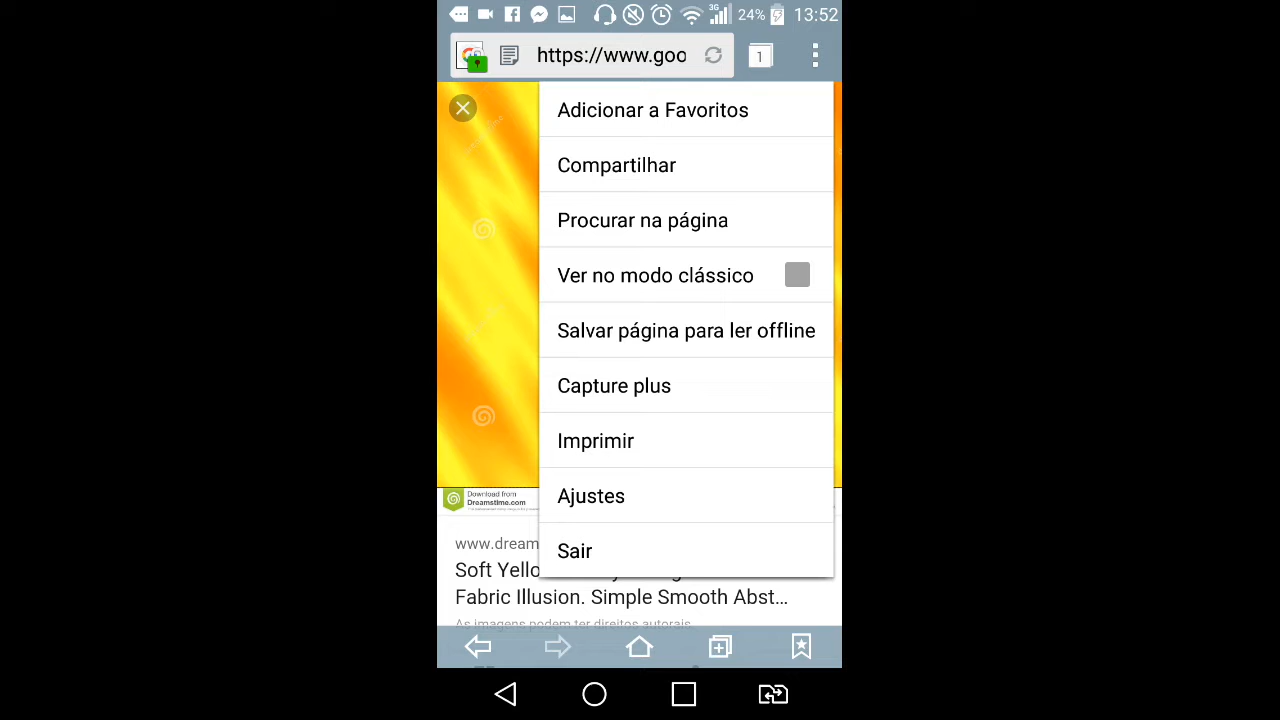 3G 24% 13:52
https://www.goo 1
Adicionar a Favoritos
Compartilhar
Procurar na página
Ver no modo clássico
Salvar página para ler offline
Capture plus
Imprimir
Ajustes
Sair
Download from
Dreamstime.com
www.dream
Soft Yello
Fabric Illusion. Simple Smooth Abst...
As imagens podem ter direitos autorais.